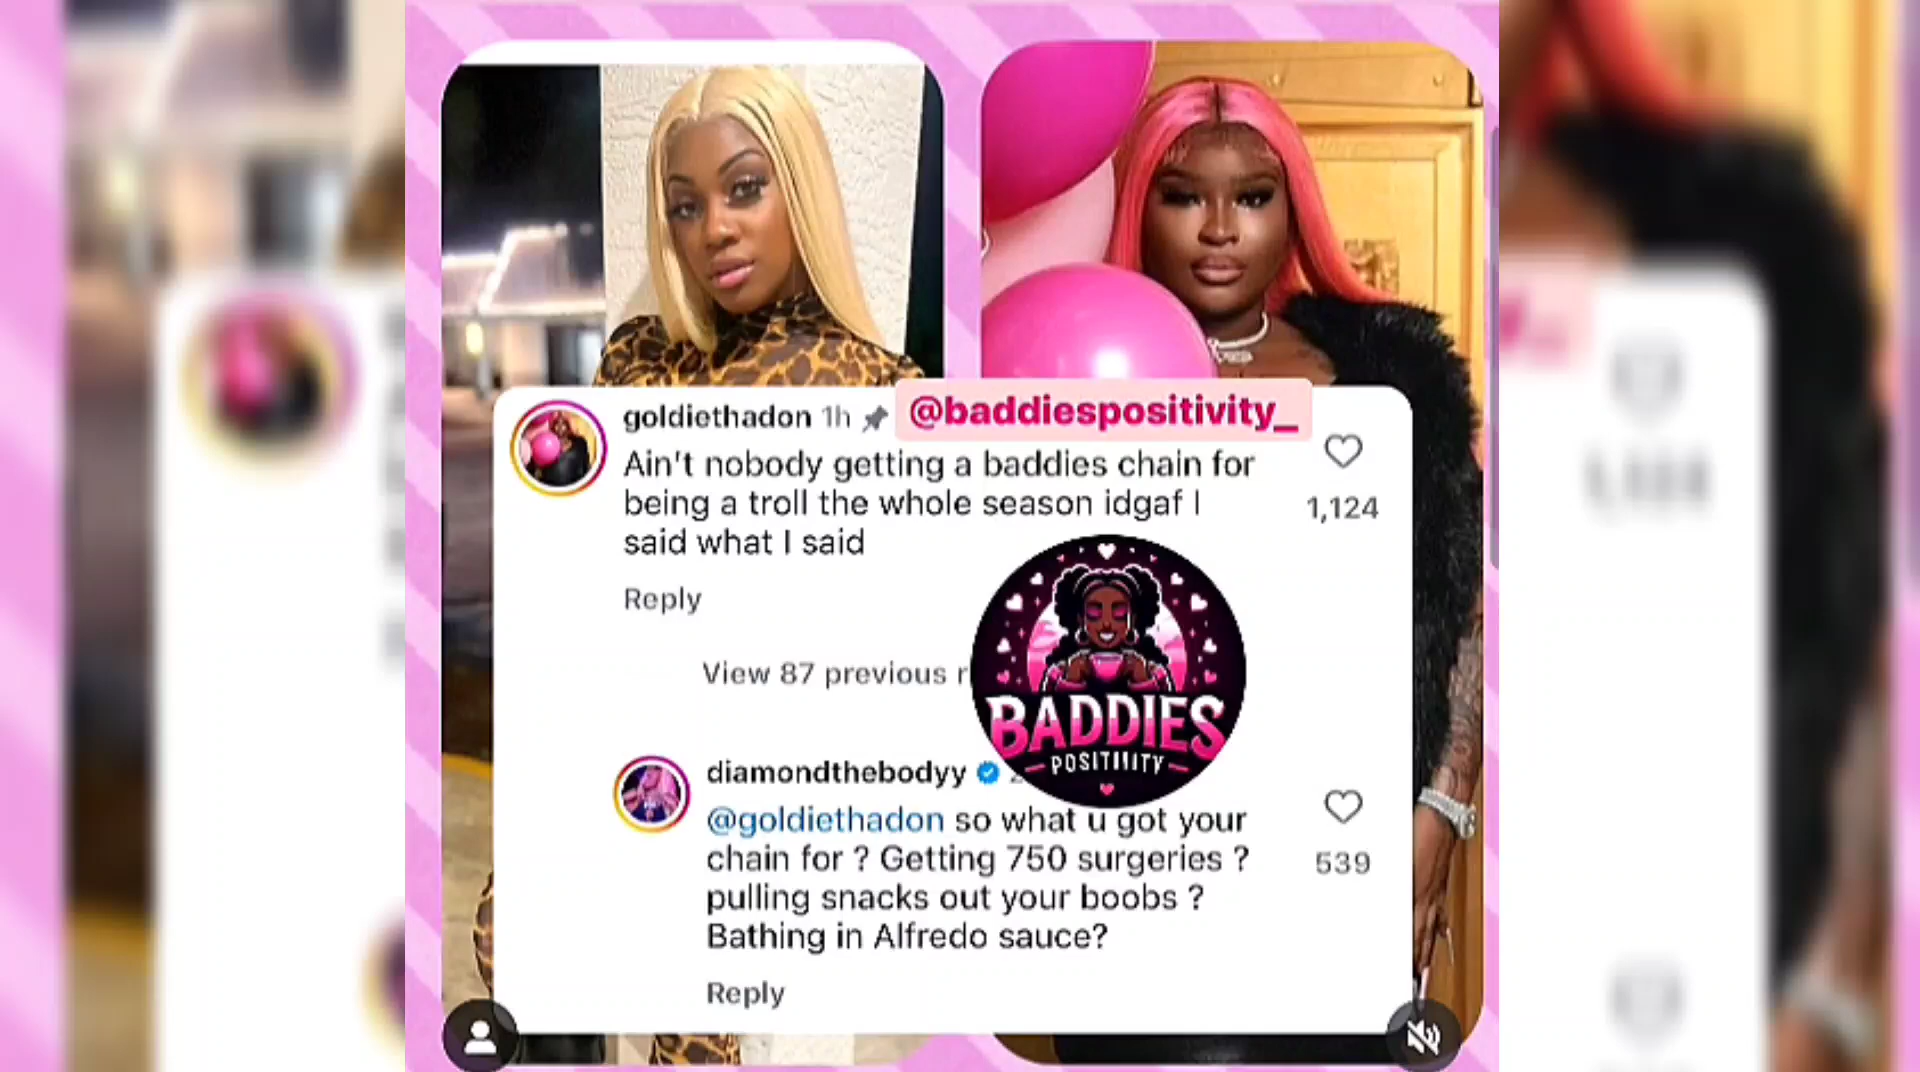 goldiethadon 1h
@baddiespositivity_
Ain't nobody getting a baddies chain for
being a troll the whole season idgaf I
said what I said
1,124
Reply
View 87 previous
BADDIES
POSITIVITY
diamondthebodyy
@goldiethadon so what u got your
chain for ? Getting 750 surgeries ?
pulling snacks out your boobs ?
Bathing in Alfredo sauce?
539
Reply